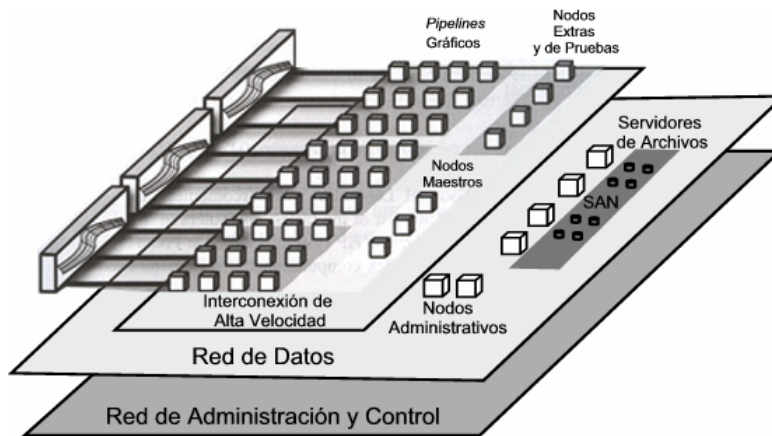 Pipelines
Gráficos
Nodos
Extras
y de Pruebas
Servidores
de Archivos
Nodos
Maestros
SAN
Interconexión de
Alta Velocidad
Nodos
Administrativos
Red de Datos
Red de Administración y Control